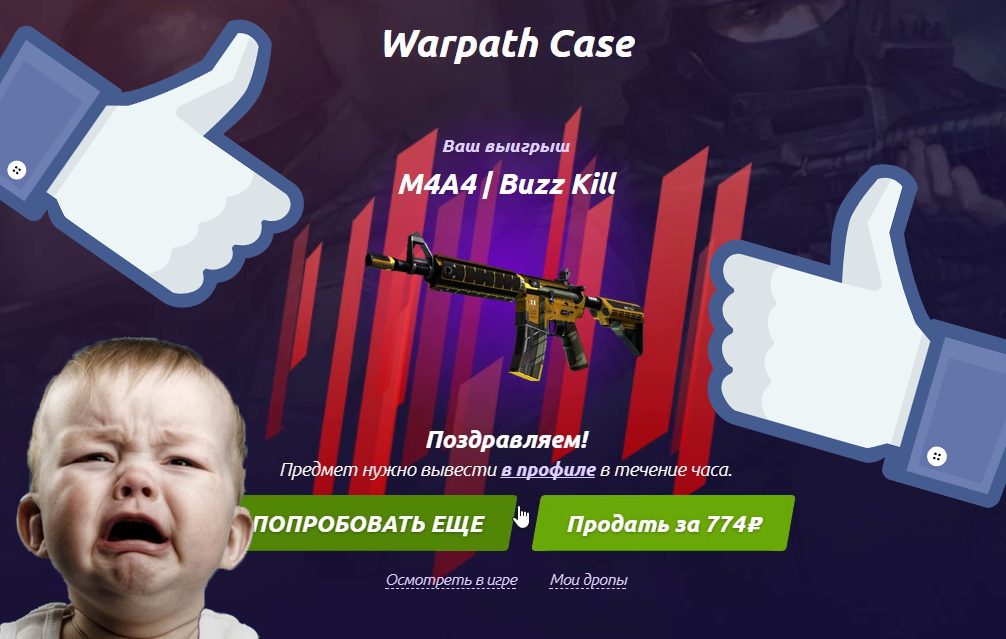 Warpath Case
Ваш выигрыш
M4A4 | Buzz Kill
Поздравляем!
Предмет нужно вывести в профиле в течение часа.
ПОПРОБОВАТЬ ЕЩЕ
Продать за 774₽
Осмотреть в игре
Мои дропы